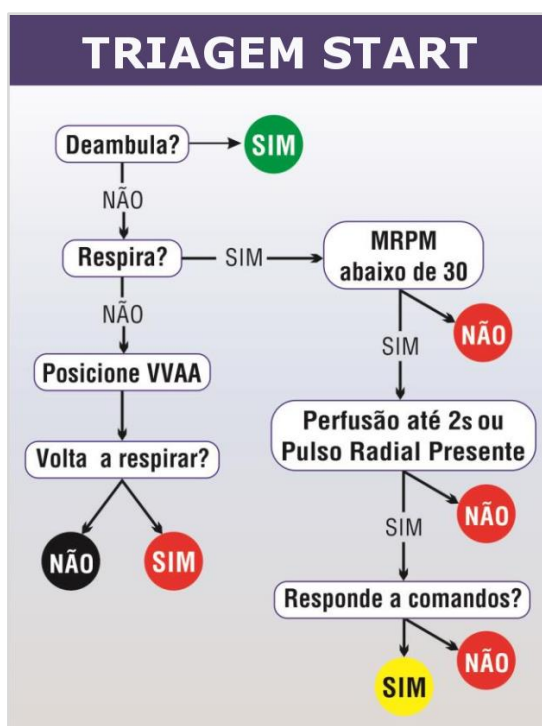 TRIAGEM START
Deambula?
SIM
NÃO
Respira?
SIM
MRPM
abaixo de 30
NÃO
NÃO
SIM
Posicione VVAA
Perfusão até 2s ou
Pulso Radial Presente
Volta a respirar?
NÃO
SIM
NÃO
SIM
Responde a comandos?
NÃO
SIM